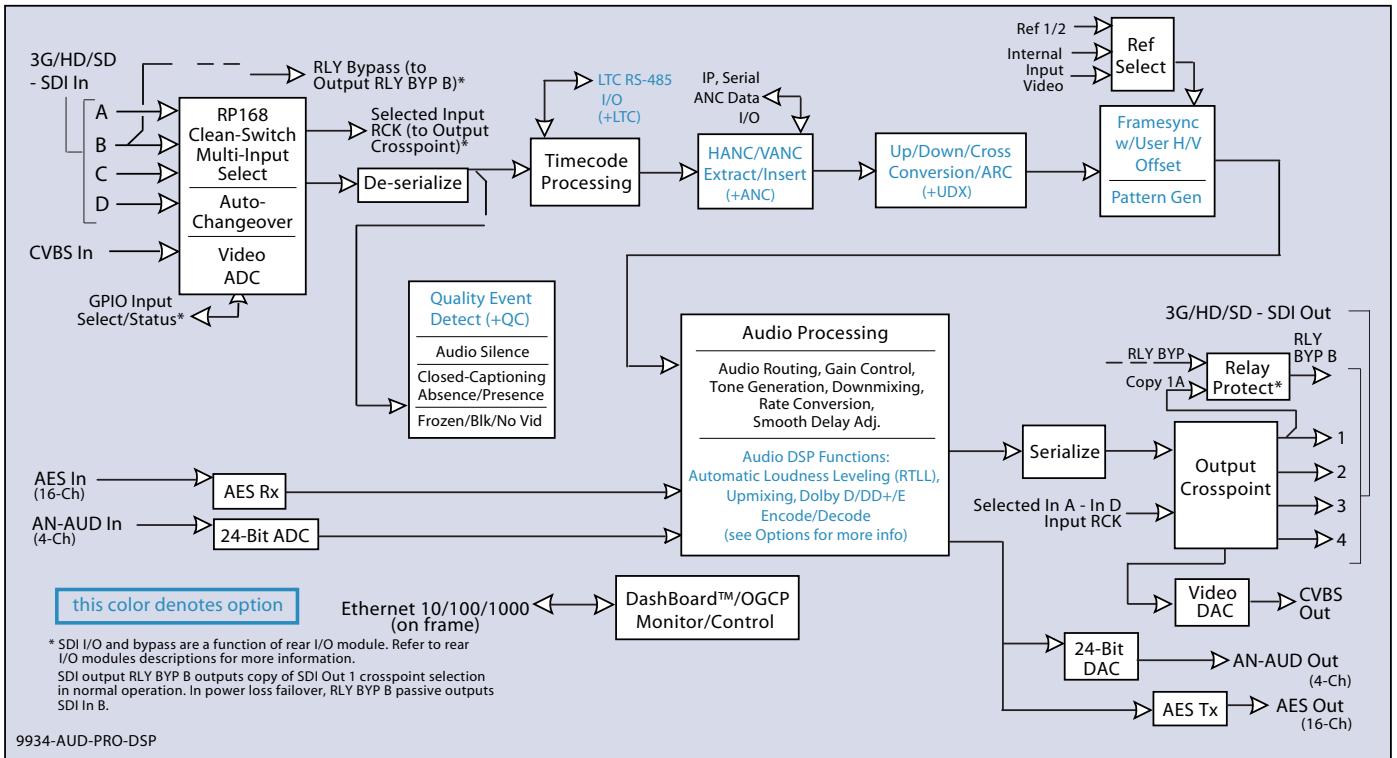 3G/HD/SD
- SDI In
A
B
C
D
CVBS In
GPIO Input
Select/Status*
RLY Bypass (to
Output RLY BYP B)*
RP168
Clean-Switch
Multi-Input
Select
Auto-
Changeover
Video
ADC
Selected Input
RCK (to Output
Crosspoint)*
De-serialize
LTC RS-485
I/O
(+LTC)
Timecode
Processing
IP, Serial
ANC Data
I/O
HANC/VANC
Extract/Insert
(+ANC)
Up/Down/Cross
Conversion/ARC
(+UDX)
Ref 1/2
Internal
Input
Video
Ref
Select
Framesync
w/User H/V
Offset
Pattern Gen
Quality Event
Detect (+QC)
Audio Silence
Closed-Captioning
Absence/Presence
Frozen/Blk/No Vid
Audio Processing
Audio Routing, Gain Control,
Tone Generation, Downmixing,
Rate Conversion,
Smooth Delay Adj.
Audio DSP Functions:
Automatic Loudness Leveling (RTLL),
Upmixing, Dolby D/DD+/E
Encode/Decode
(see Options for more info)
AES In
(16-Ch)
AES Rx
AN-AUD In
(4-Ch)
24-Bit ADC
3G/HD/SD - SDI Out
RLY BYP
Copy 1A
Relay
Protect*
RLY
BYP B
Serialize
Selected In A - In D
Input RCK
Output
Crosspoint
1
2
3
4
Video
DAC
CVBS
Out
24-Bit
DAC
AN-AUD Out
(4-Ch)
AES Tx
AES Out
(16-Ch)
this color denotes option
Ethernet 10/100/1000
(on frame)
DashBoard™/OGCP
Monitor/Control
* SDI I/O and bypass are a function of rear I/O module. Refer to rear
I/O modules descriptions for more information.
SDI output RLY BYP B outputs copy of SDI Out 1 crosspoint selection
in normal operation. In power loss failover, RLY BYP B passive outputs
SDI In B.
9934-AUD-PRO-DSP